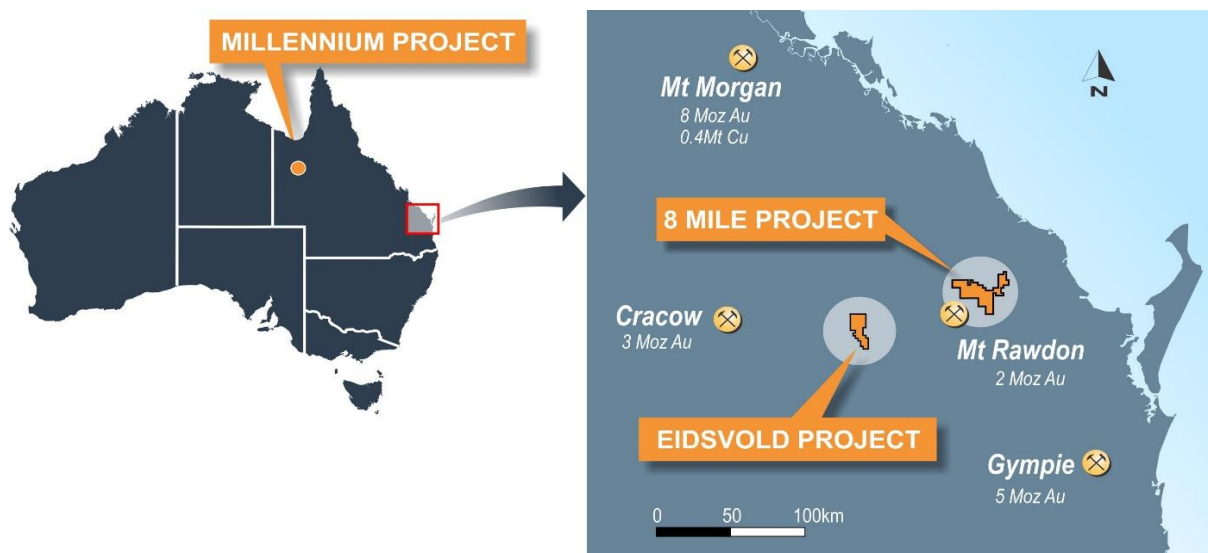 MILLENNIUM PROJECT
Mt Morgan
8 Moz Au
0.4Mt Cu
N
8 MILE PROJECT
Cracow
3 Moz Au
Mt Rawdon
2 Moz Au
EIDSVOLD PROJECT
Gympie
5 Moz Au
0 50 100km